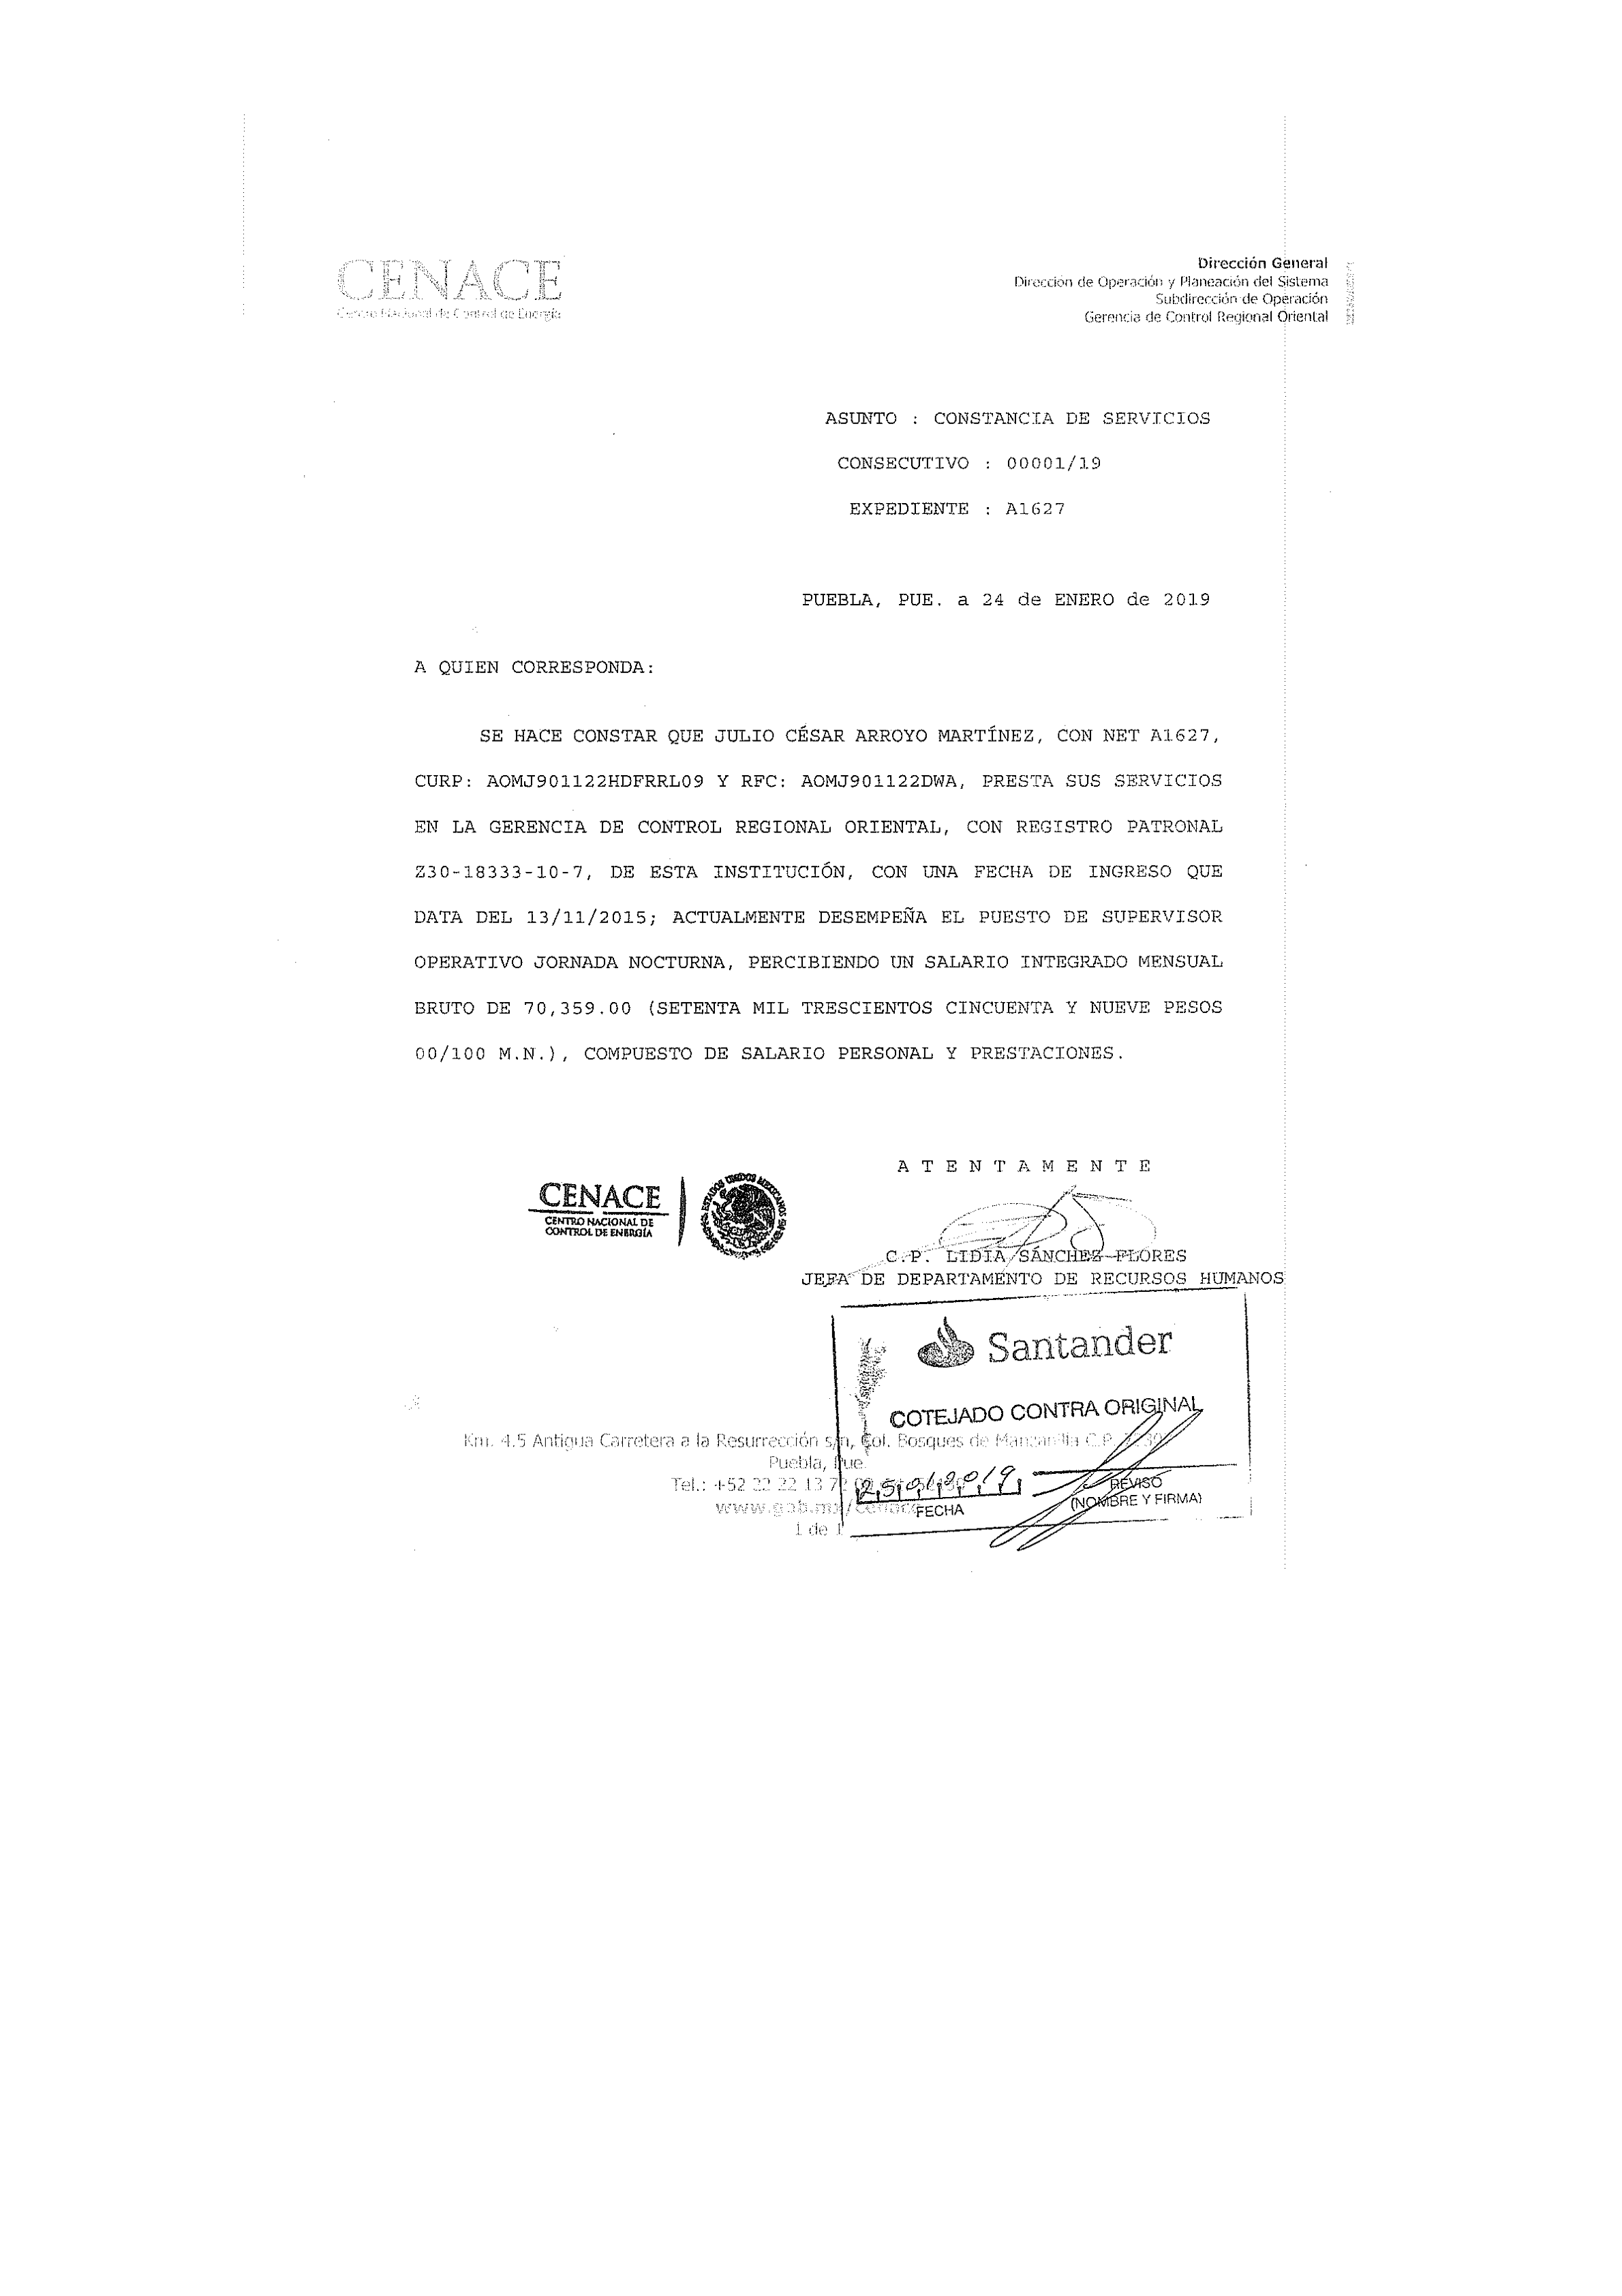 CENACE
Centro Nacional de Control de Energía
Dirección General
Dirección de Operación y Planeación del Sistema
Subdirección de Operación
Gerencia de Control Regional Oriental
ASUNTO : CONSTANCIA DE SERVICIOS
CONSECUTIVO : 00001/19
EXPEDIENTE : A1627
PUEBLA, PUE. a 24 de ENERO de 2019
A QUIEN CORRESPONDA:
SE HACE CONSTAR QUE JULIO CÉSAR ARROYO MARTÍNEZ, CON NET A1627,
CURP: AOMJ901122HDFRRL09 Y RFC: AOMJ901122DWA, PRESTA SUS SERVICIOS
EN LA GERENCIA DE CONTROL REGIONAL ORIENTAL, CON REGISTRO PATRONAL
Z30-18333-10-7, DE ESTA INSTITUCIÓN, CON UNA FECHA DE INGRESO QUE
DATA DEL 13/11/2015; ACTUALMENTE DESEMPEÑA EL PUESTO DE SUPERVISOR
OPERATIVO JORNADA NOCTURNA, PERCIBIENDO UN SALARIO INTEGRADO MENSUAL
BRUTO DE 70,359.00 (SETENTA MIL TRESCIENTOS CINCUENTA Y NUEVE PESOS
00/100 M.N.), COMPUESTO DE SALARIO PERSONAL Y PRESTACIONES.
A T E N T A M E N T E
CENACE
CENTRO NACIONAL DE
CONTROL DE ENERGÍA
ESTADOS UNIDOS MEXICANOS
C.P. LIDIA SÁNCHEZ FLORES
JEFA DE DEPARTAMENTO DE RECURSOS HUMANOS
Santander
COTEJADO CONTRA ORIGINAL
Km. 4.5 Antigua Carretera a la Resurrección s/n, Col. Bosques de Manzanilla C.P.
Puebla, Pue.
Tel.: +52 22 22 13 7
25012019
REVISÓ
www.gob.mx/cenace
FECHA
(NOMBRE Y FIRMA)
1 de 1